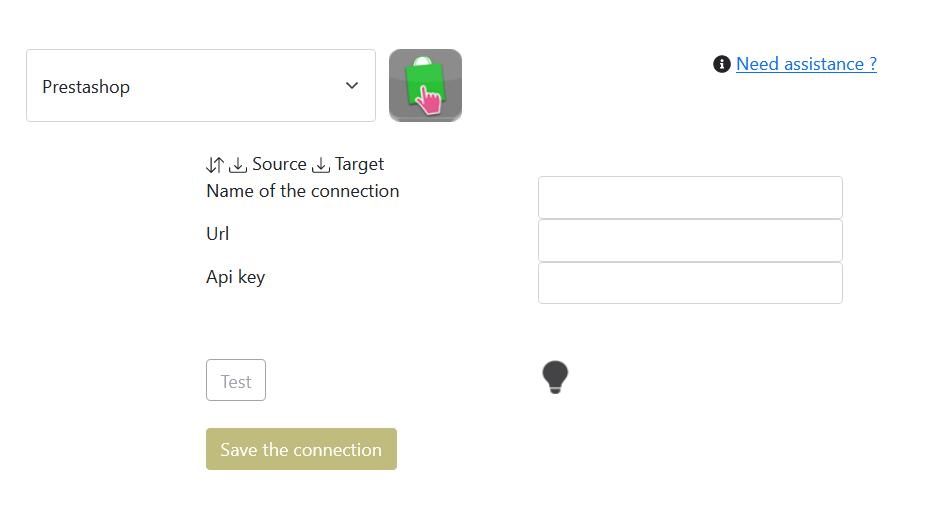 Prestashop
Need assistance ?
Source Target
Name of the connection
Url
Api key
Test
Save the connection